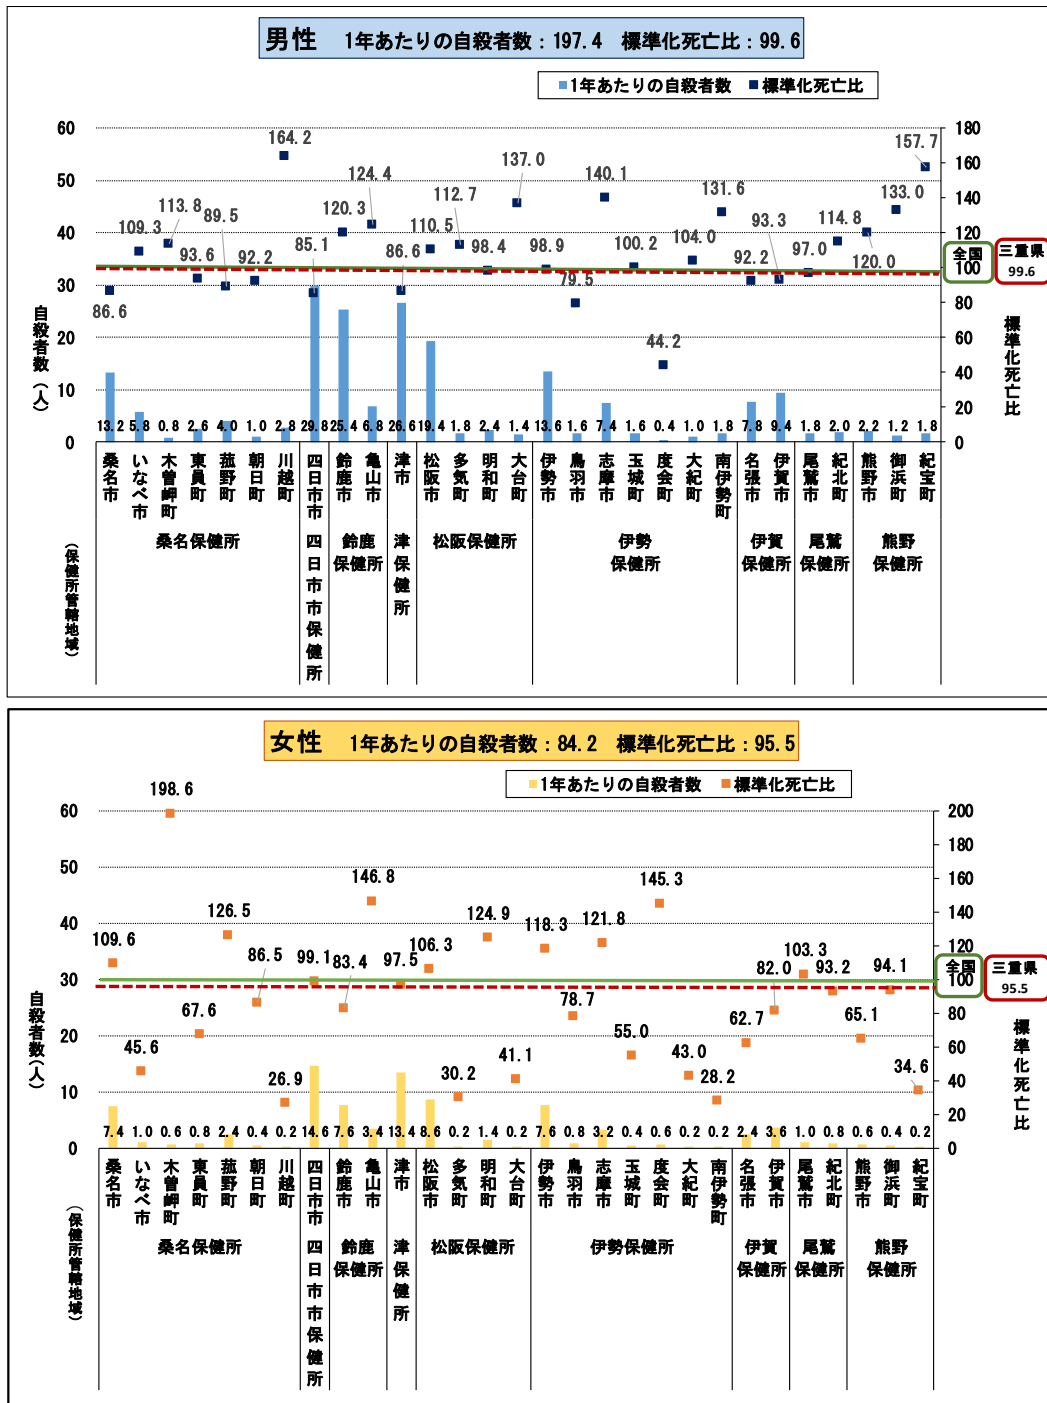 男性 1年あたりの自殺者数：197.4 標準化死亡比：99.6
1年あたりの自殺者数 標準化死亡比
60 50 40 30 20 10 0
自殺者数（人）
180 160 140 120 100 80 60 40 20 0
標準化死亡比
全国 100
三重県 99.6
86.6 109.3 113.8 93.6 89.5 92.2 164.2 85.1 120.3 124.4 86.6 110.5 112.7 98.4 137.0 98.9 79.5 140.1 100.2 44.2 104.0 131.6 92.2 93.3 97.0 114.8 120.0 133.0 157.7
13.2 5.8 0.8 2.6 4.0 1.0 2.8 29.8 25.4 6.8 26.6 19.4 1.8 2.4 1.4 13.6 1.6 7.4 1.6 0.4 1.0 1.8 7.8 9.4 1.8 2.0 2.2 1.2 1.8
桑名市 いなべ市 木曽岬町 東員町 菰野町 朝日町 川越町 四日市市 鈴鹿市 亀山市 津市 松阪市 多気町 明和町 大台町 伊勢市 鳥羽市 志摩市 玉城町 度会町 大紀町 南伊勢町 名張市 伊賀市 尾鷲市 紀北町 熊野市 御浜町 紀宝町
（保健所管轄地域）
桑名保健所 四日市市保健所 鈴鹿保健所 津保健所 松阪保健所 伊勢保健所 伊賀保健所 尾鷲保健所 熊野保健所
女性 1年あたりの自殺者数：84.2 標準化死亡比：95.5
1年あたりの自殺者数 標準化死亡比
60 50 40 30 20 10 0
自殺者数（人）
200 180 160 140 120 100 80 60 40 20 0
標準化死亡比
全国 100
三重県 95.5
109.6 45.6 198.6 67.6 126.5 86.5 26.9 99.1 83.4 146.8 97.5 106.3 30.2 124.9 41.1 118.3 78.7 121.8 55.0 145.3 43.0 28.2 62.7 82.0 103.3 93.2 65.1 94.1 34.6
7.4 1.0 0.6 0.8 2.4 0.4 0.2 14.6 7.6 3.4 13.4 8.6 0.2 1.4 0.2 7.6 0.8 3.2 0.4 0.6 0.2 0.2 2.4 3.6 1.0 0.8 0.6 0.4 0.2
桑名市 いなべ市 木曽岬町 東員町 菰野町 朝日町 川越町 四日市市 鈴鹿市 亀山市 津市 松阪市 多気町 明和町 大台町 伊勢市 鳥羽市 志摩市 玉城町 度会町 大紀町 南伊勢町 名張市 伊賀市 尾鷲市 紀北町 熊野市 御浜町 紀宝町
（保健所管轄地域）
桑名保健所 四日市市保健所 鈴鹿保健所 津保健所 松阪保健所 伊勢保健所 伊賀保健所 尾鷲保健所 熊野保健所